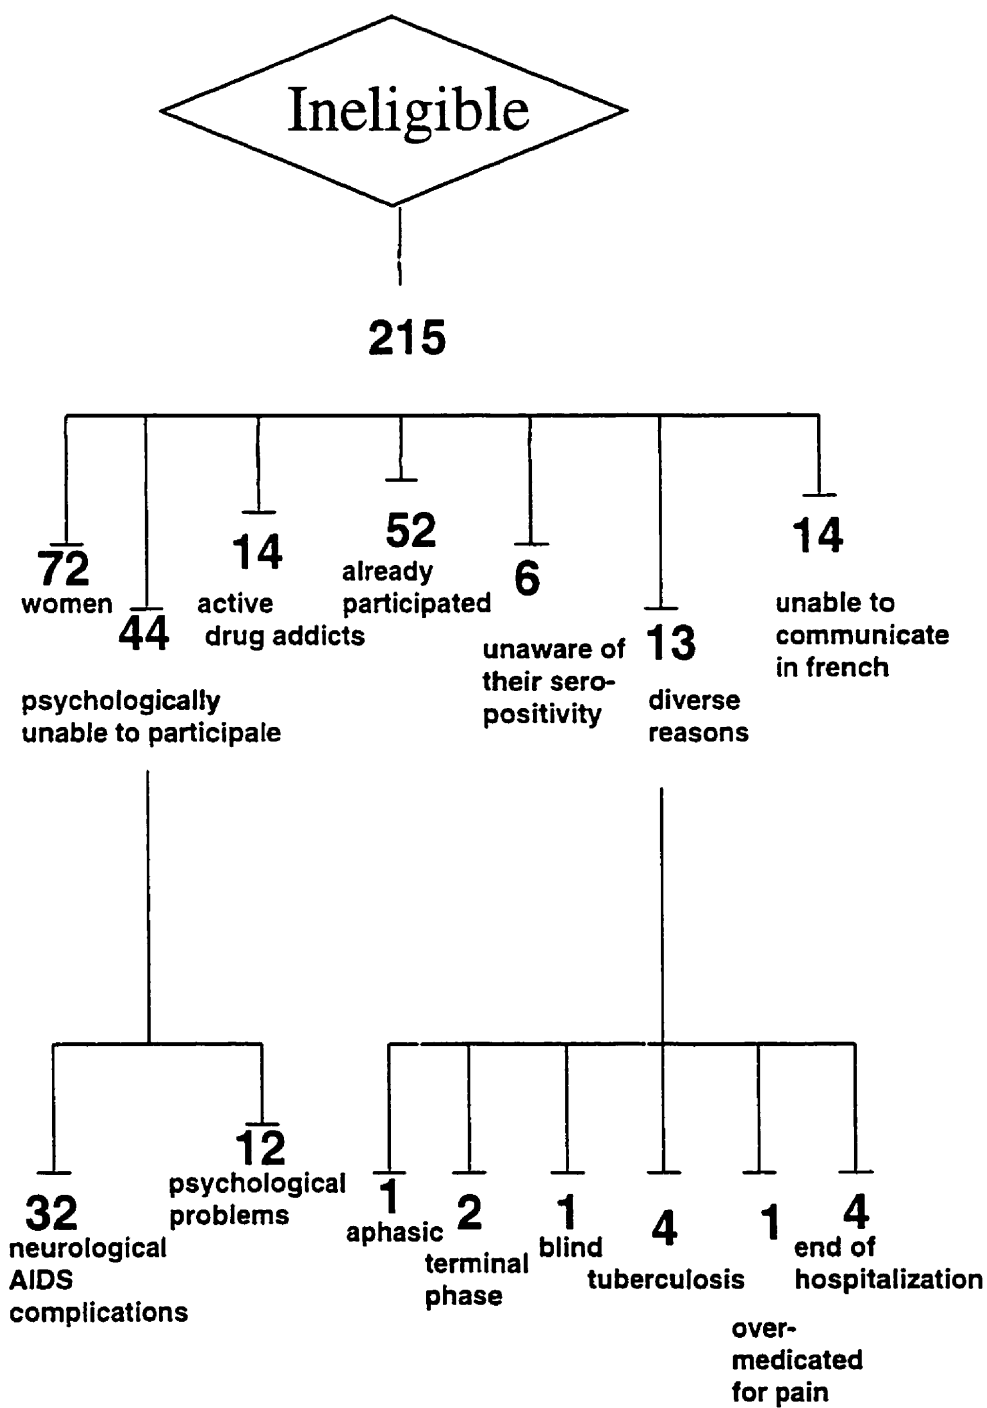 Ineligible
215
72
women
44
psychologically
unable to participate
14
active
drug addicts
52
already
participated
6
unaware of
their sero-
positivity
13
diverse
reasons
14
unable to
communicate
in french
32
neurological
AIDS
complications
12
psychological
problems
1
aphasic
2
terminal
phase
1
blind
4
tuberculosis
1
over-
medicated
for pain
4
end of
hospitalization